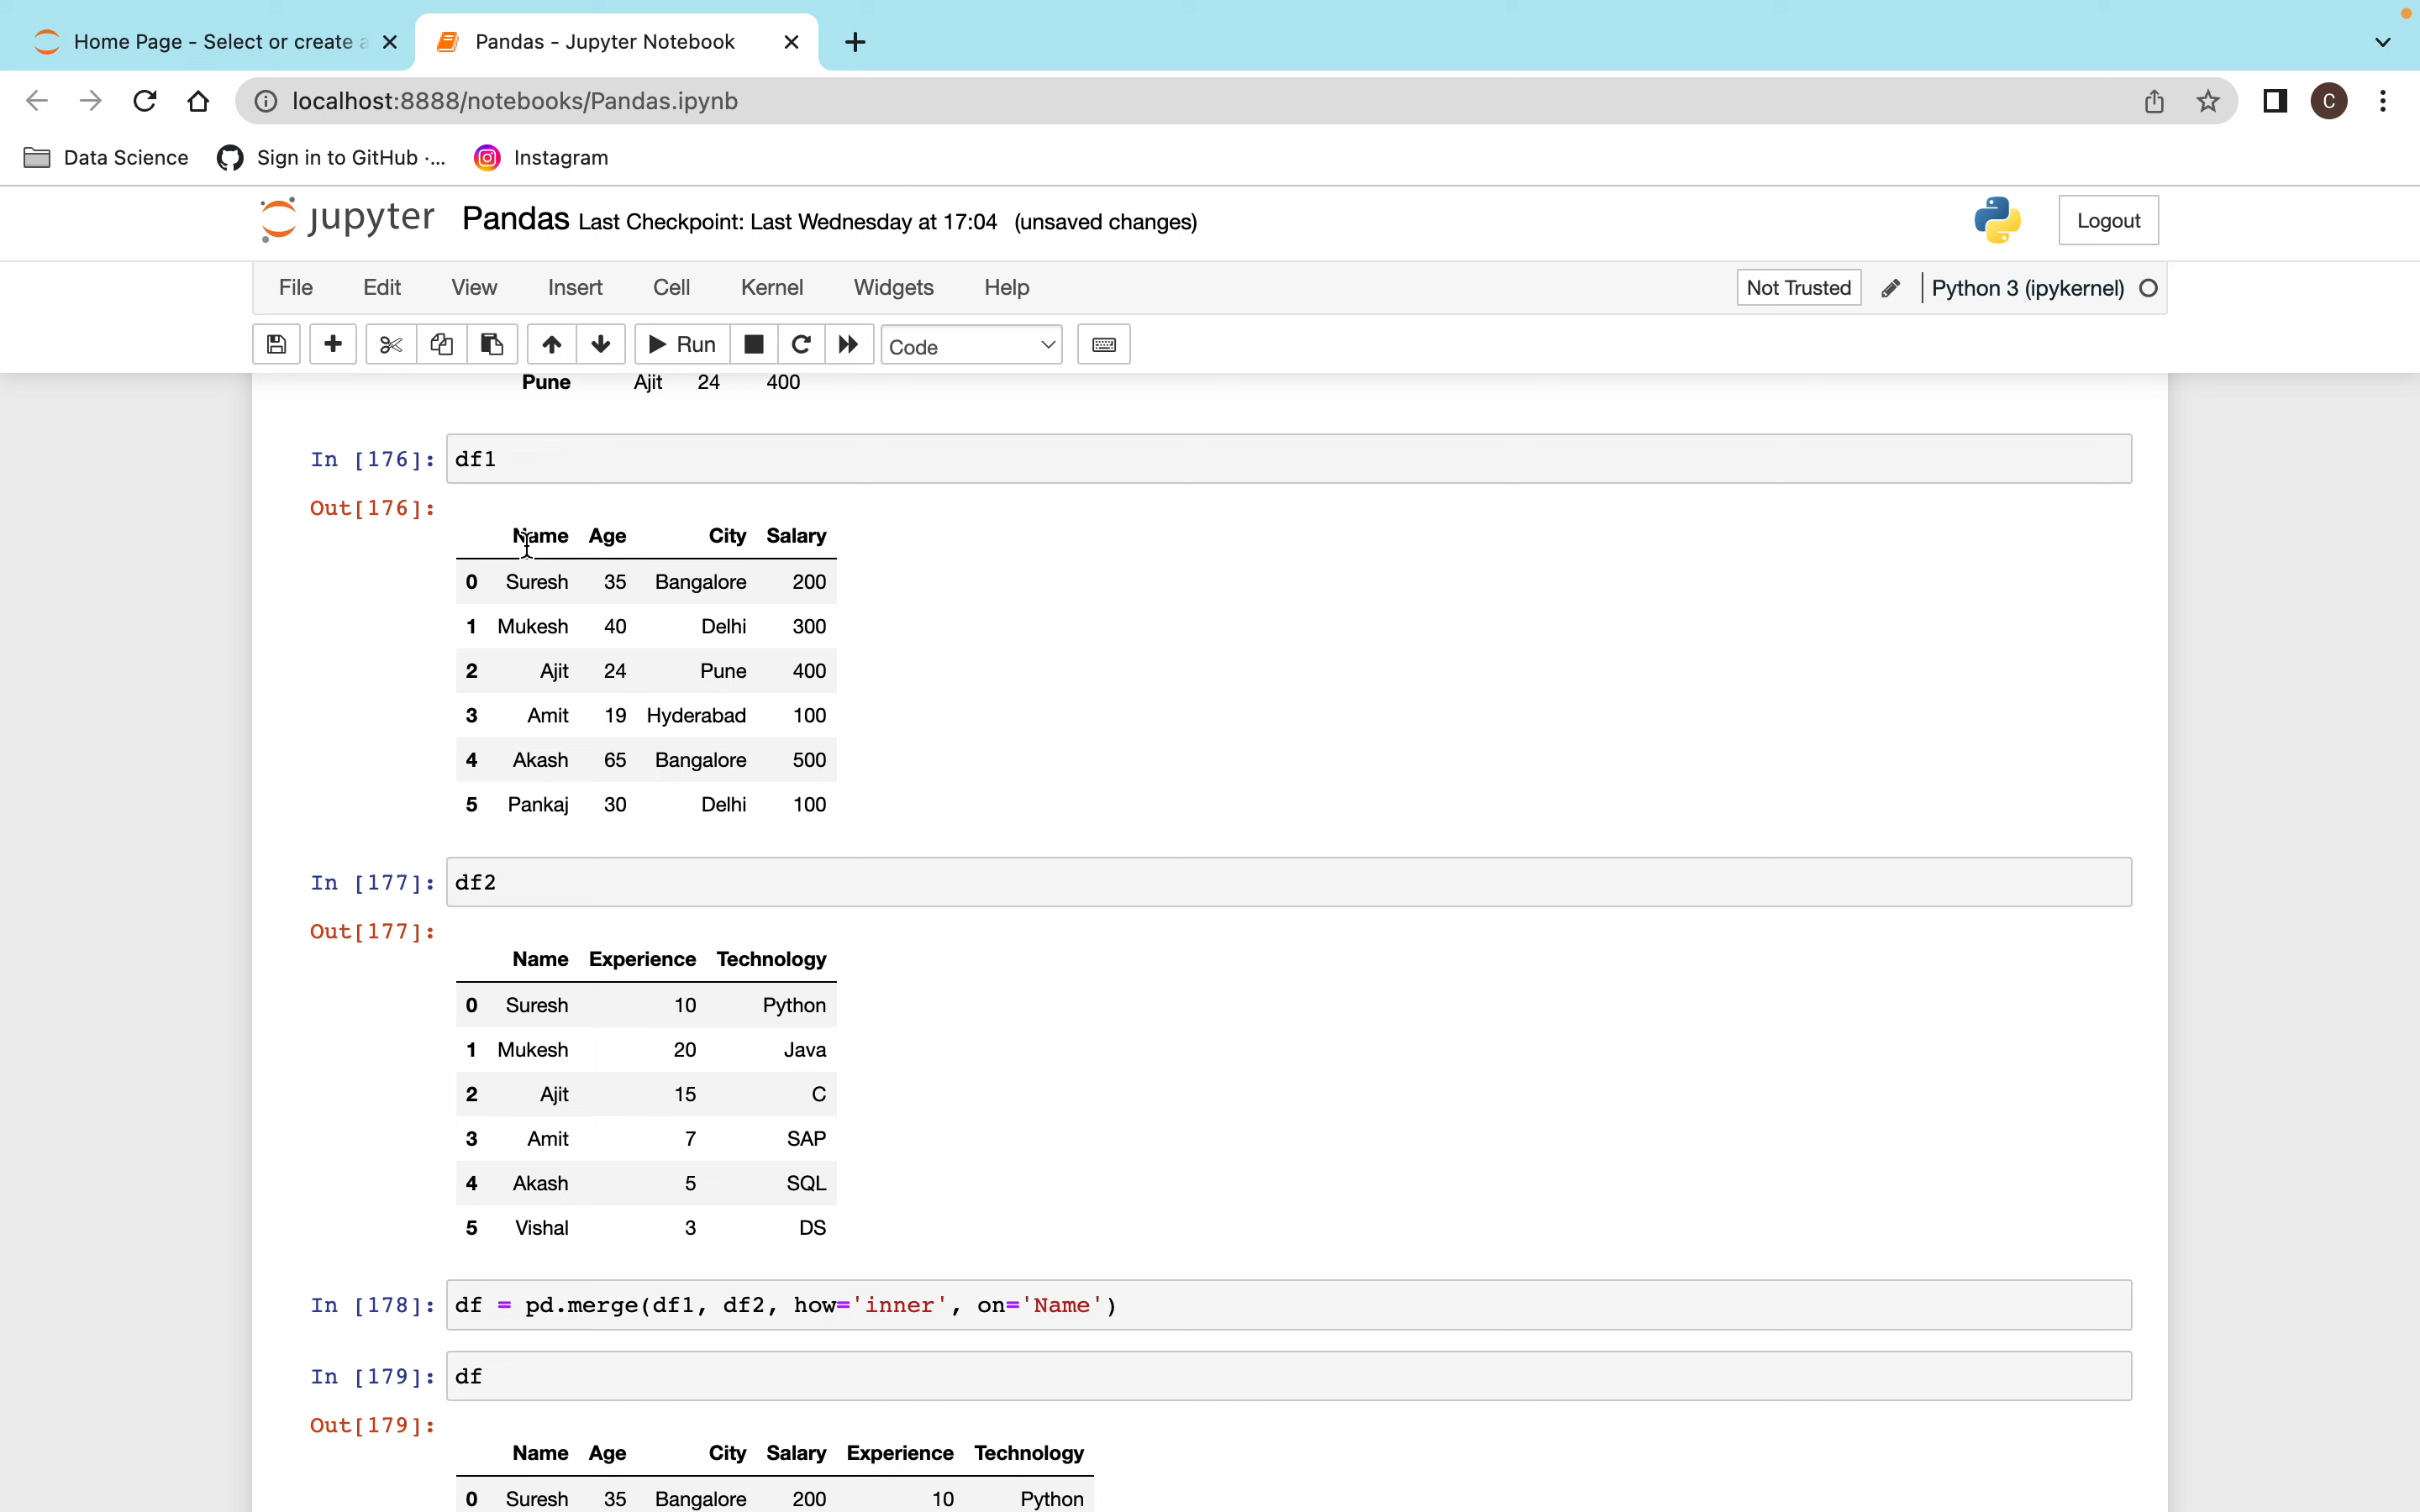 Home Page - Select or create a
Pandas - Jupyter Notebook
localhost:8888/notebooks/Pandas.ipynb
C
Data Science
Sign in to GitHub ·...
Instagram
jupyter Pandas Last Checkpoint: Last Wednesday at 17:04 (unsaved changes)
Logout
File Edit View Insert Cell Kernel Widgets Help
Not Trusted
Python 3 (ipykernel)
Run
Code
Pune Ajit 24 400
In [176]: df1
Out[176]:
Name Age City Salary
0 Suresh 35 Bangalore 200
1 Mukesh 40 Delhi 300
2 Ajit 24 Pune 400
3 Amit 19 Hyderabad 100
4 Akash 65 Bangalore 500
5 Pankaj 30 Delhi 100
In [177]: df2
Out[177]:
Name Experience Technology
0 Suresh 10 Python
1 Mukesh 20 Java
2 Ajit 15 C
3 Amit 7 SAP
4 Akash 5 SQL
5 Vishal 3 DS
In [178]: df = pd.merge(df1, df2, how='inner', on='Name')
In [179]: df
Out[179]:
Name Age City Salary Experience Technology
0 Suresh 35 Bangalore 200 10 Python